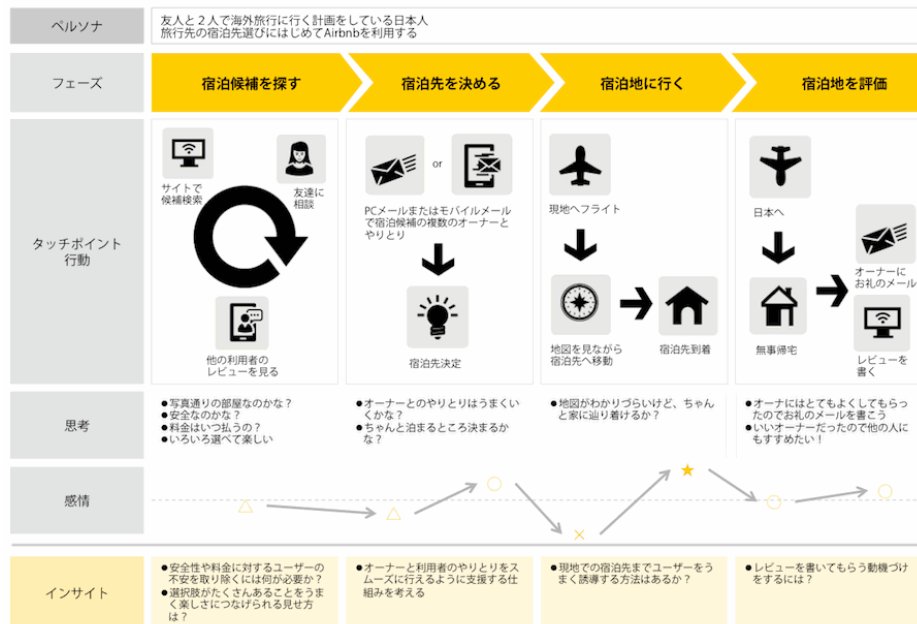 ペルソナ
友人と２人で海外旅行に行く計画をしている日本人
旅行先の宿泊先選びにはじめてAirbnbを利用する
フェーズ
宿泊候補を探す
宿泊先を決める
宿泊地に行く
宿泊地を評価
タッチポイント
行動
サイトで
候補検索
友達に
相談
他の利用者の
レビューを見る
or
PCメールまたはモバイルメール
で宿泊候補の複数のオーナーと
やりとり
宿泊先決定
現地へフライト
地図を見ながら
宿泊先へ移動
宿泊先到着
日本へ
無事帰宅
オーナーに
お礼のメール
レビューを
書く
思考
●写真通りの部屋なのかな？
●安全なのかな？
●料金はいつ払うの？
●いろいろ選べて楽しい
●オーナーとのやりとりはうまくい
くかな？
●ちゃんと泊まるところ決まるか
な？
●地図がわかりづらいけど、ちゃん
と家に辿り着けるか？
●オーナにはとてもよくしてもらっ
たのでお礼のメールを書こう
●いいオーナーだったので他の人に
もすすめたい！
感情
インサイト
●安全性や料金に対するユーザーの
不安を取り除くには何が必要か？
●選択肢がたくさんあることをうま
く楽しさにつなげられる見せ方
は？
●オーナーと利用者のやりとりをス
ムーズに行えるように支援する仕
組みを考える
●現地での宿泊先までユーザーをう
まく誘導する方法はあるか？
●レビューを書いてもらう動機づけ
をするには？